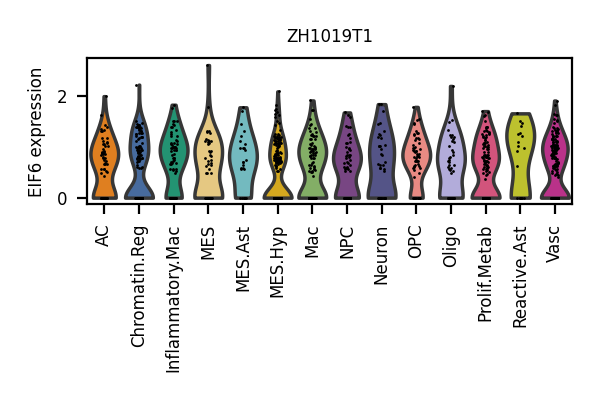 ZH1019T1
EIF6 expression
2
0
AC
Chromatin.Reg
Inflammatory.Mac
MES
MES.Ast
MES.Hyp
Mac
NPC
Neuron
OPC
Oligo
Prolif.Metab
Reactive.Ast
Vasc